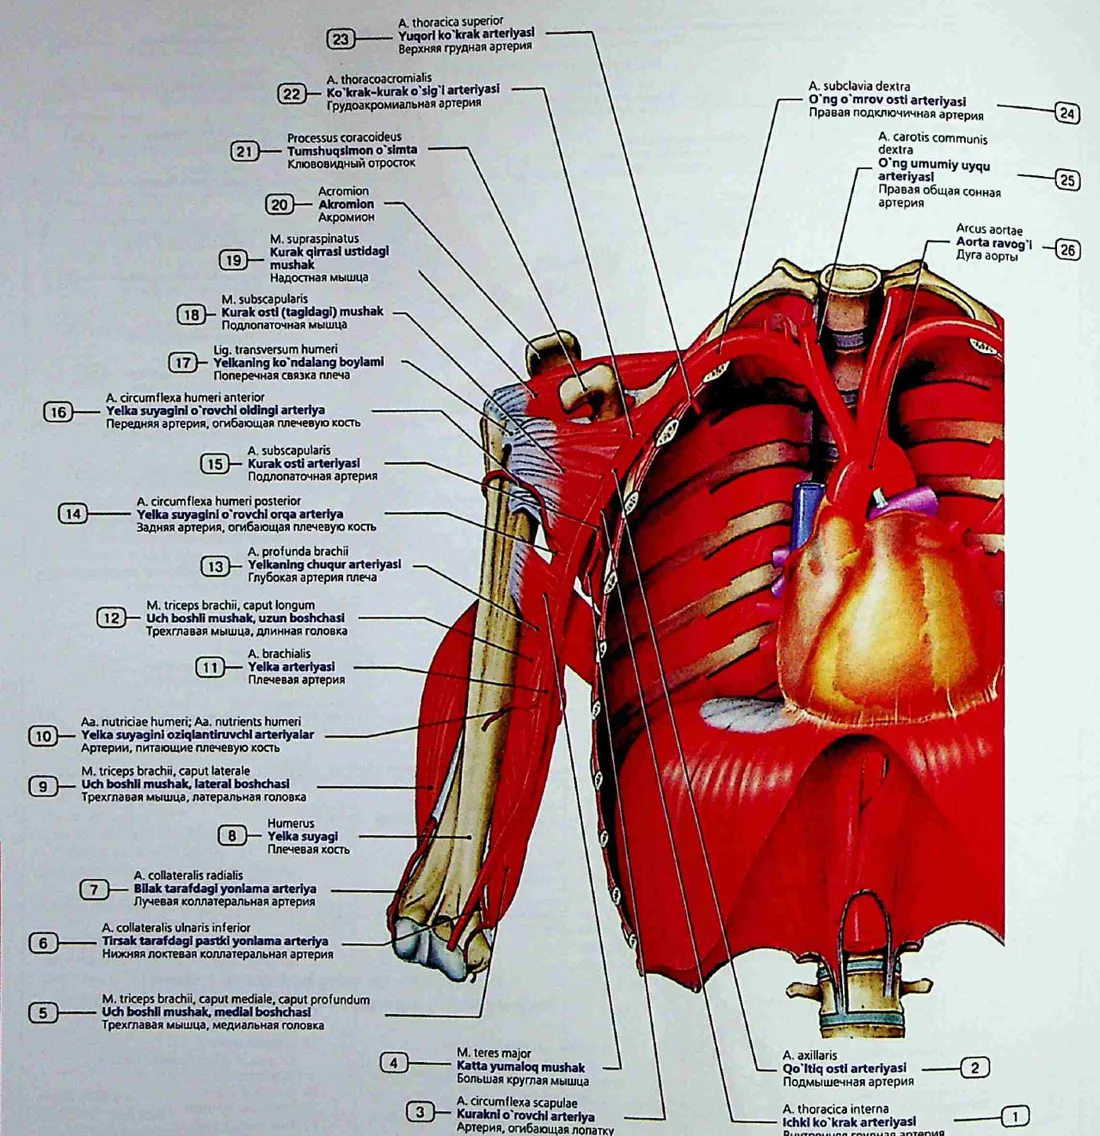 A. thoracica superior
23 Yuqori ko`krak arteriyasi
Верхняя грудная артерия
A. thoracoacromialis
22 Ko`krak-kurak o`sig`i arteriyasi
Грудоакромиальная артерия
Processus coracoideus
21 Tumshuqsimon o`simta
Клювовидный отросток
Acromion
20 Akromion
Акромион
M. supraspinatus
19 Kurak qirrasi ustidagi
mushak
Надостная мышца
M. subscapularis
18 Kurak osti (tagidagi) mushak
Подлопаточная мышца
Lig. transversum humeri
17 Yelkaning ko`ndalang boylami
Поперечная связка плеча
A. circumflexa humeri anterior
16 Yelka suyagini o`rovchi oldingi arteriya
Передняя артерия, огибающая плечевую кость
A. subscapularis
15 Kurak osti arteriyasi
Подлопаточная артерия
A. circumflexa humeri posterior
14 Yelka suyagini o`rovchi orqa arteriya
Задняя артерия, огибающая плечевую кость
A. profunda brachii
13 Yelkaning chuqur arteriyasi
Глубокая артерия плеча
M. triceps brachii, caput longum
12 Uch boshli mushak, uzun boshchasi
Трехглавая мышца, длинная головка
A. brachialis
11 Yelka arteriyasi
Плечевая артерия
Aa. nutriciae humeri; Aa. nutrients humeri
10 Yelka suyagini oziqlantiruvchi arteriyalar
Артерии, питающие плечевую кость
M. triceps brachii, caput laterale
9 Uch boshli mushak, lateral boshchasi
Трехглавая мышца, латеральная головка
Humerus
8 Yelka suyagi
Плечевая кость
A. collateralis radialis
7 Bilak tarafdagi yonlama arteriya
Лучевая коллатеральная артерия
A. collateralis ulnaris inferior
6 Tirsak tarafdagi pastki yonlama arteriya
Нижняя локтевая коллатеральная артерия
M. triceps brachii, caput mediale, caput profundum
5 Uch boshli mushak, medial boshchasi
Трехглавая мышца, медиальная головка
M. teres major
4 Katta yumaloq mushak
Большая круглая мышца
A. circumflexa scapulae
3 Kurakni o`rovchi arteriya
Артерия, огибающая лопатку
A. subclavia dextra
O`ng o`mrov osti arteriyasi 24
Правая подключичная артерия
A. carotis communis
dextra
O`ng umumiy uyqu
arteriyasi 25
Правая общая сонная
артерия
Arcus aortae
Aorta ravog`i 26
Дуга аорты
A. axillaris
Qo`ltiq osti arteriyasi 2
Подмышечная артерия
A. thoracica interna
Ichki ko`krak arteriyasi 1
Внутренняя грудная артерия